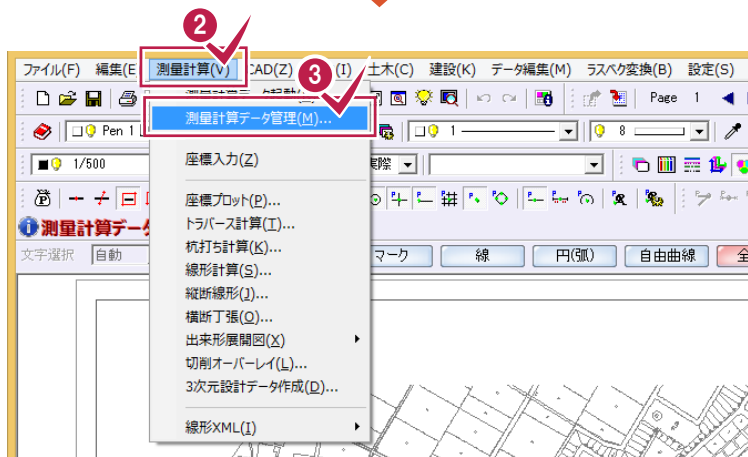 2
3
ファイル(F) 編集(E 測量計算(V) CAD(Z) (I) 土木(C) 建設(K) データ編集(M) ラスベク変換(B) 設定(S)
Page 1
測量計算データ管理(M)...
Pen 1 1 8
1/500 座標入力(Z) 実際
座標プロット(P)...
トラバース計算(T)...
測量計算デー
杭打ち計算(K)...
文字選択 自動 マーク 線 円(弧) 自由曲線 全
線形計算(S)...
縦断線形(J)...
横断丁張(O)...
出来形展開図(X)
切削オーバーレイ(L)...
3次元設計データ作成(D)...
線形XML(I)